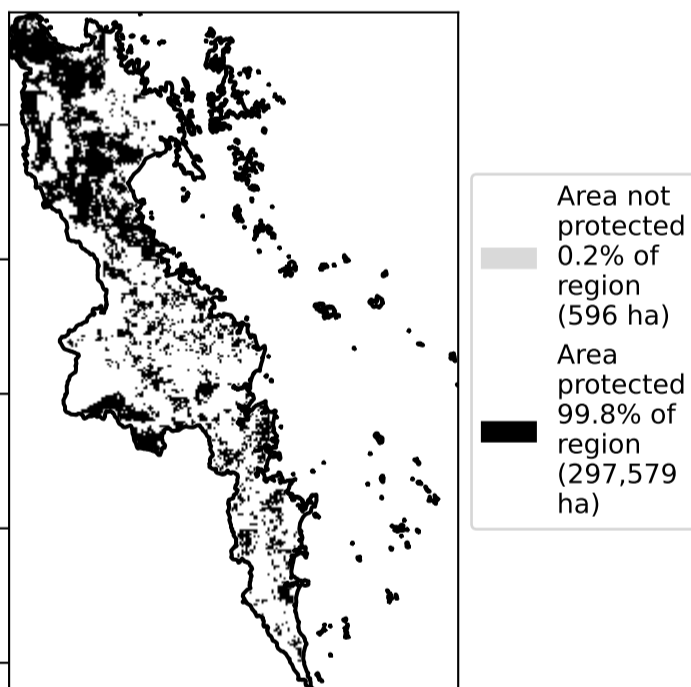 Area not
protected
0.2% of
region
(596 ha)
Area
protected
99.8% of
region
(297,579
ha)